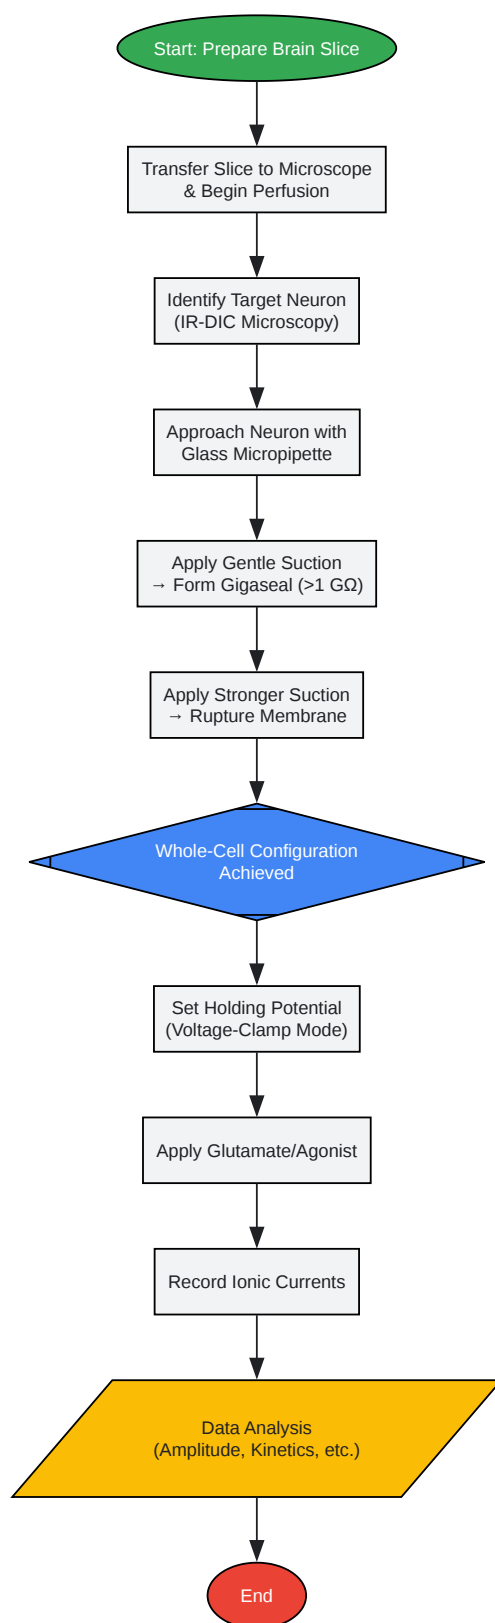 Start: Prepare Brain Slice
Transfer Slice to Microscope
& Begin Perfusion
Identify Target Neuron
(IR-DIC Microscopy)
Approach Neuron with
Glass Micropipette
Apply Gentle Suction
→ Form Gigaseal (>1 GΩ)
Apply Stronger Suction
→ Rupture Membrane
Whole-Cell Configuration
Achieved
Set Holding Potential
(Voltage-Clamp Mode)
Apply Glutamate/Agonist
Record Ionic Currents
Data Analysis
(Amplitude, Kinetics, etc.)
End